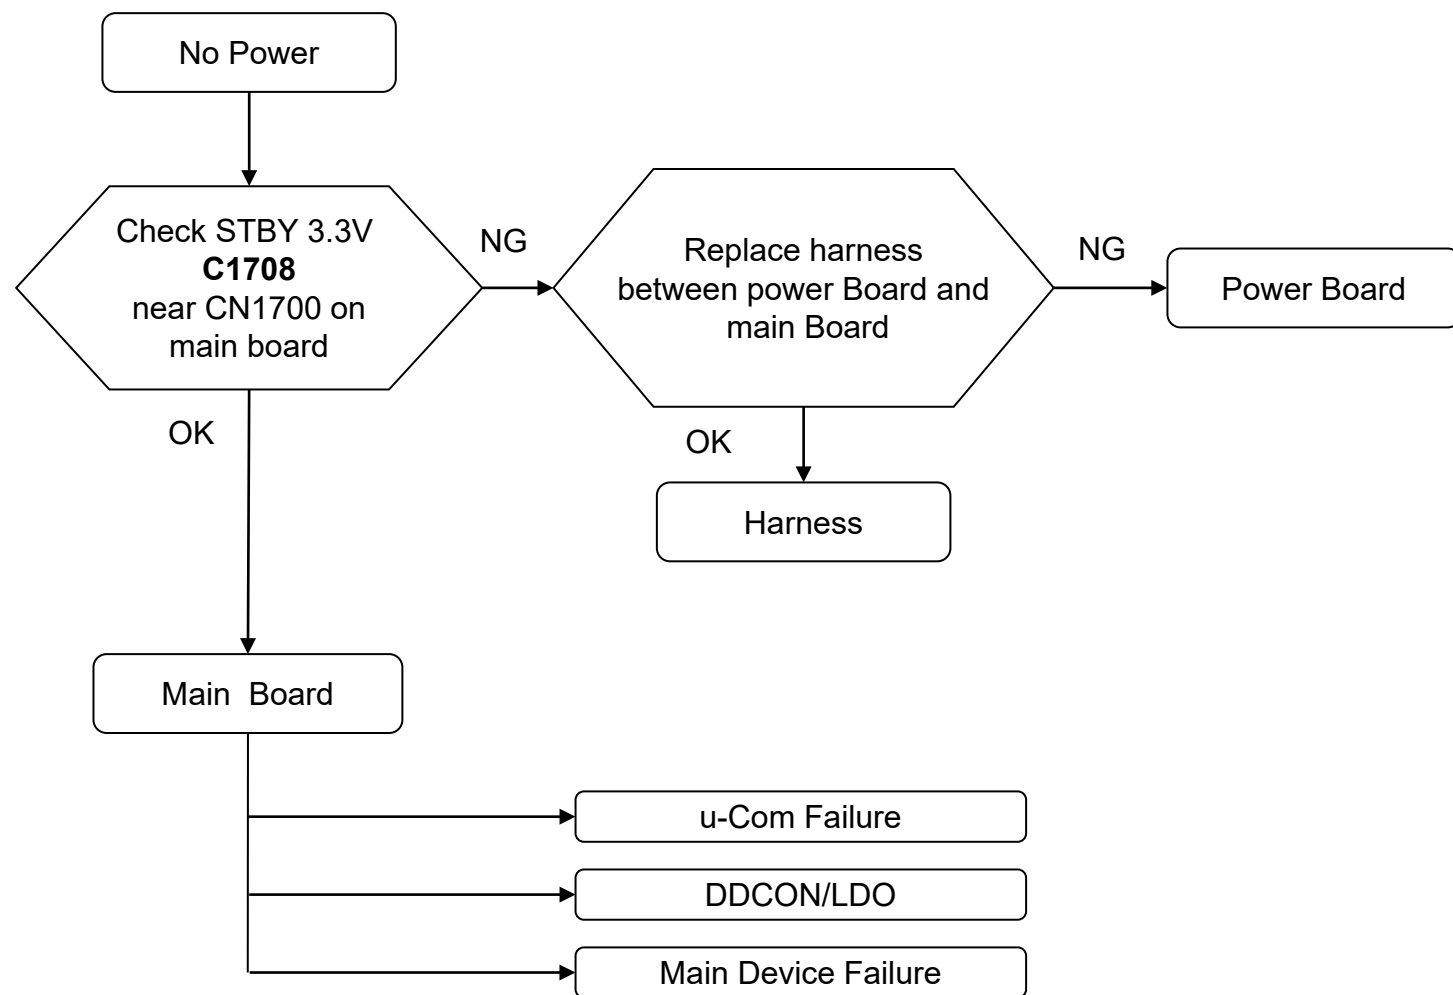 No Power
Check STBY 3.3V
C1708
near CN1700 on
main board
NG
Replace harness
between power Board and
main Board
NG
Power Board
OK
OK
Harness
Main  Board
u-Com Failure
DDCON/LDO
Main Device Failure